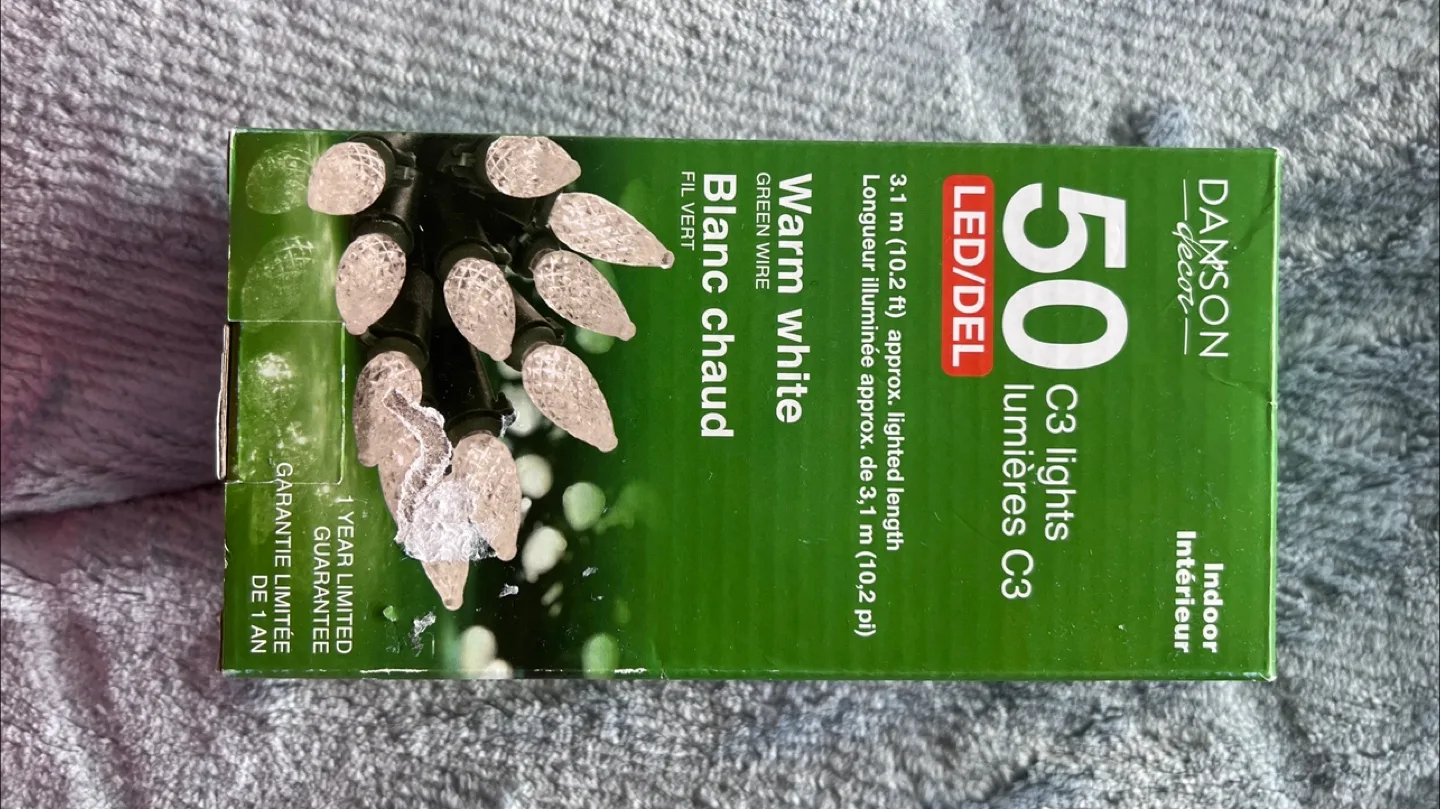 DANSON
décor
Indoor
Intérieur
50 C3 lights
lumières C3
LED/DEL
3.1 m (10.2 ft) approx. lighted length
Longueur illuminée approx. de 3,1 m (10,2 pi)
Warm white
GREEN WIRE
Blanc chaud
FIL VERT
1 YEAR LIMITED
GUARANTEE
GARANTIE LIMITÉE
DE 1 AN